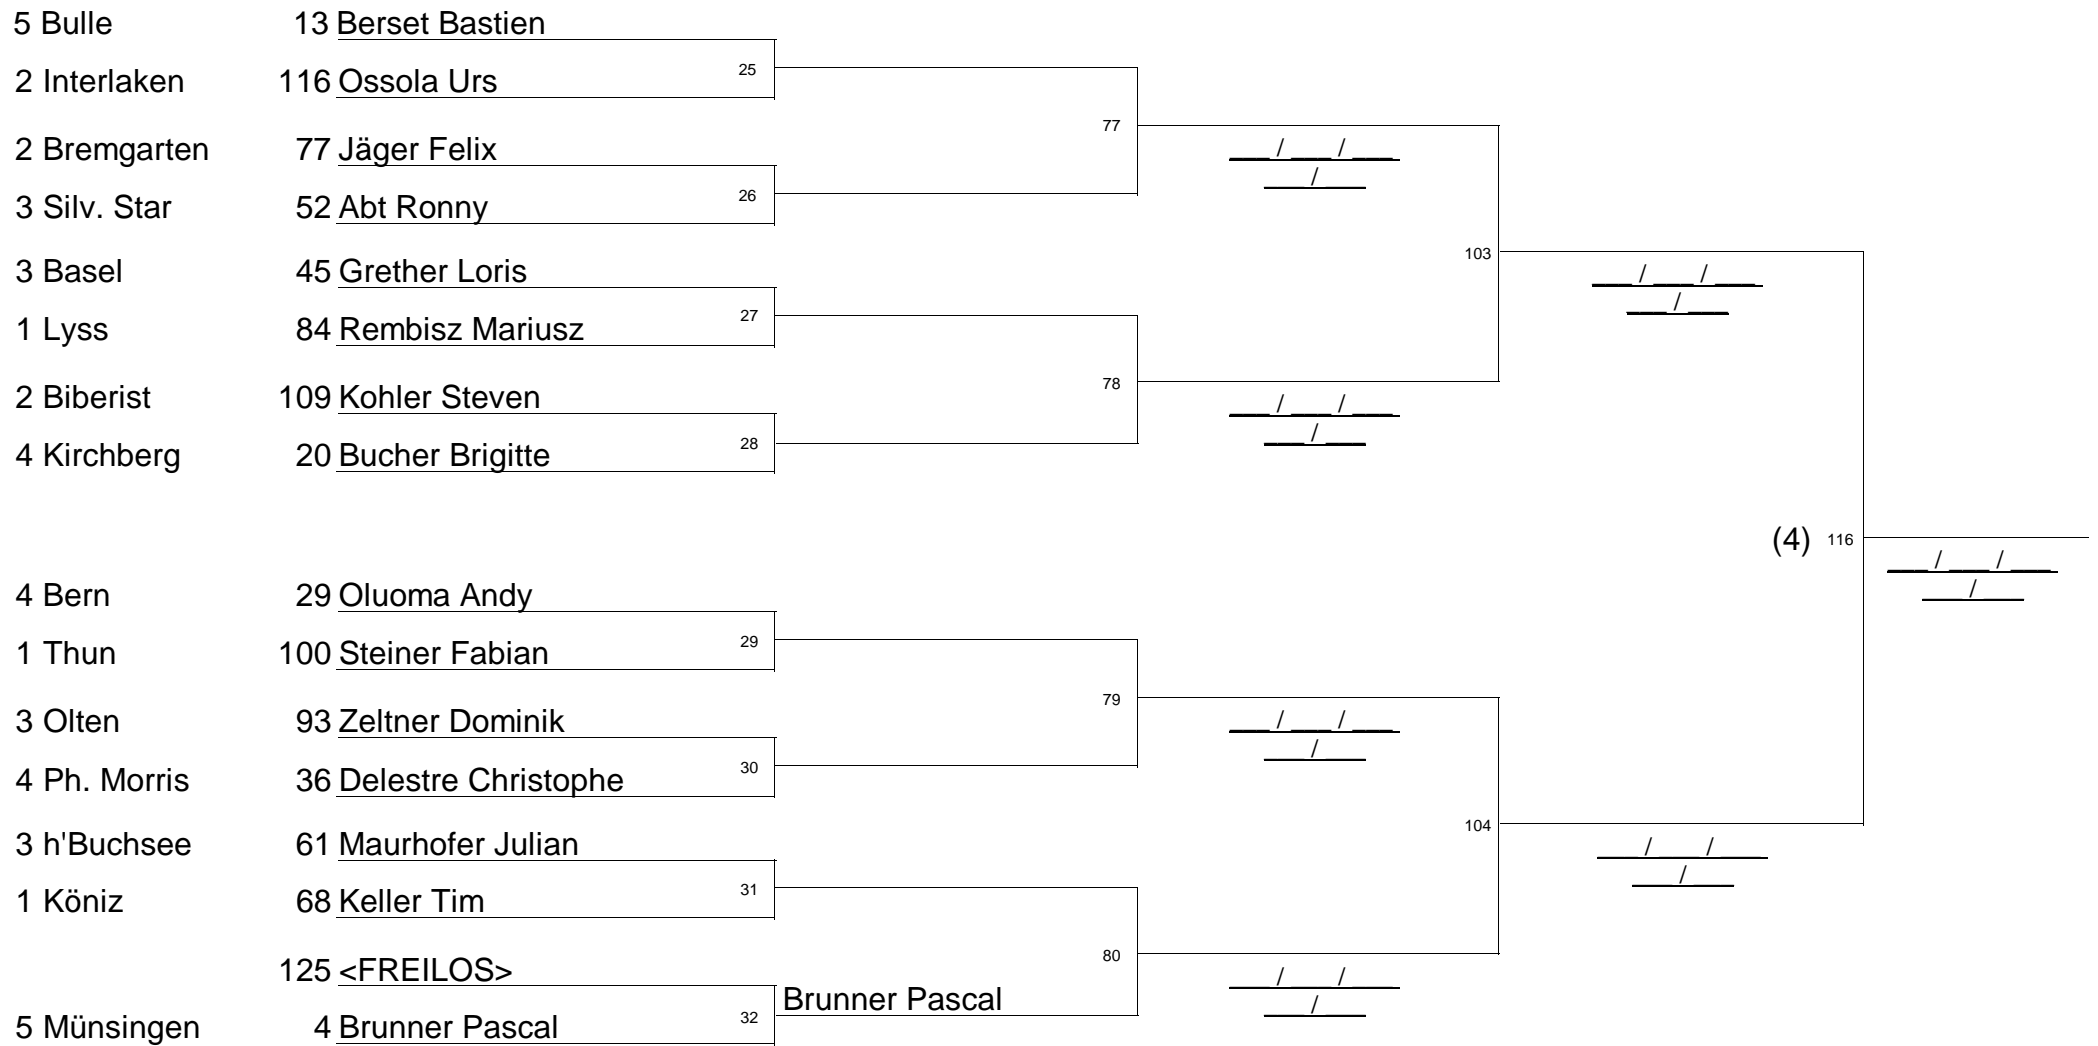 5 Bulle 13 Berset Bastien
25
2 Interlaken 116 Ossola Urs
77
2 Bremgarten 77 Jäger Felix
___ / ___ / ___
___ / ___
26
3 Silv. Star 52 Abt Ronny
103
3 Basel 45 Grether Loris
___ / ___ / ___
___ / ___
27
1 Lyss 84 Rembisz Mariusz
78
2 Biberist 109 Kohler Steven
___ / ___ / ___
___ / ___
28
4 Kirchberg 20 Bucher Brigitte
(4) 116
___ / ___ / ___
___ / ___
4 Bern 29 Oluoma Andy
29
1 Thun 100 Steiner Fabian
79
3 Olten 93 Zeltner Dominik
___ / ___ / ___
___ / ___
30
4 Ph. Morris 36 Delestre Christophe
104
3 h'Buchsee 61 Maurhofer Julian
___ / ___ / ___
___ / ___
31
1 Köniz 68 Keller Tim
80
125 <FREILOS>
___ / ___ / ___
___ / ___
Brunner Pascal
32
5 Münsingen 4 Brunner Pascal